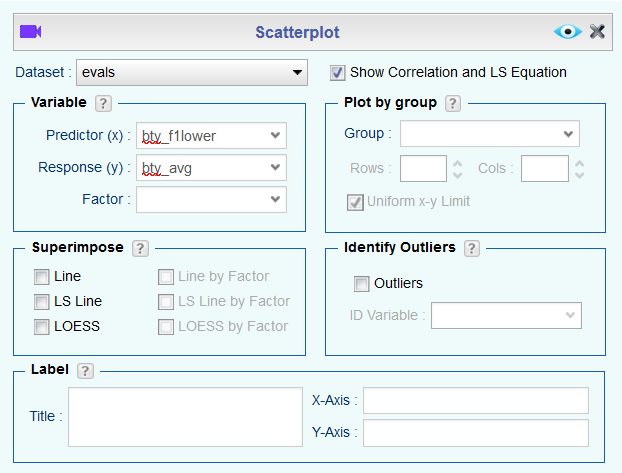 Scatterplot
Dataset : evals Show Correlation and LS Equation
Variable ? Plot by group ?
Predictor (x) : bty_f1lower Group :
Response (y) : bty_avg Rows : Cols :
Factor : Uniform x-y Limit
Superimpose ? Identify Outliers ?
Line Line by Factor Outliers
LS Line LS Line by Factor ID Variable :
LOESS LOESS by Factor
Label ?
Title : X-Axis :
Y-Axis :